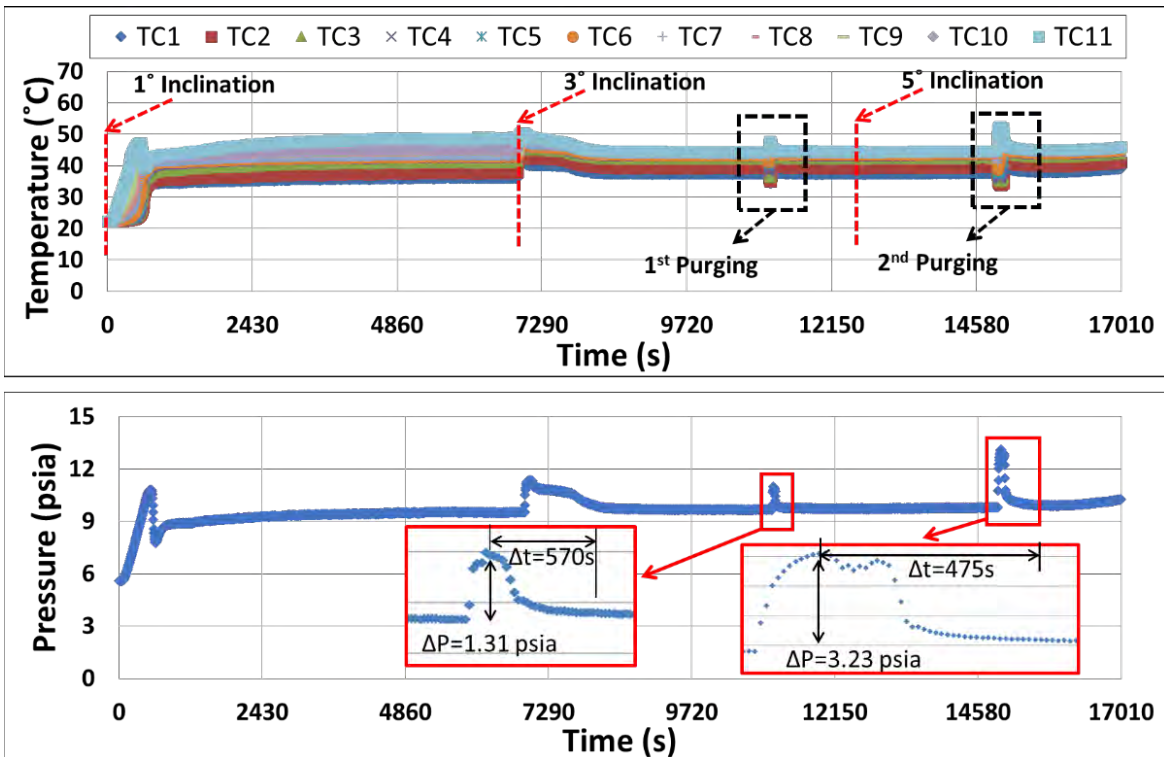 TC1 TC2 TC3 TC4 TC5 TC6 TC7 TC8 TC9 TC10 TC11
Temperature (˚C)
70
60
50
40
30
20
10
0
1˚ Inclination
3˚ Inclination
5˚ Inclination
1st Purging
2nd Purging
0 2430 4860 7290 9720 12150 14580 17010
Time (s)
Pressure (psia)
15
12
9
6
3
0
Δt=570s
ΔP=1.31 psia
Δt=475s
ΔP=3.23 psia
0 2430 4860 7290 9720 12150 14580 17010
Time (s)